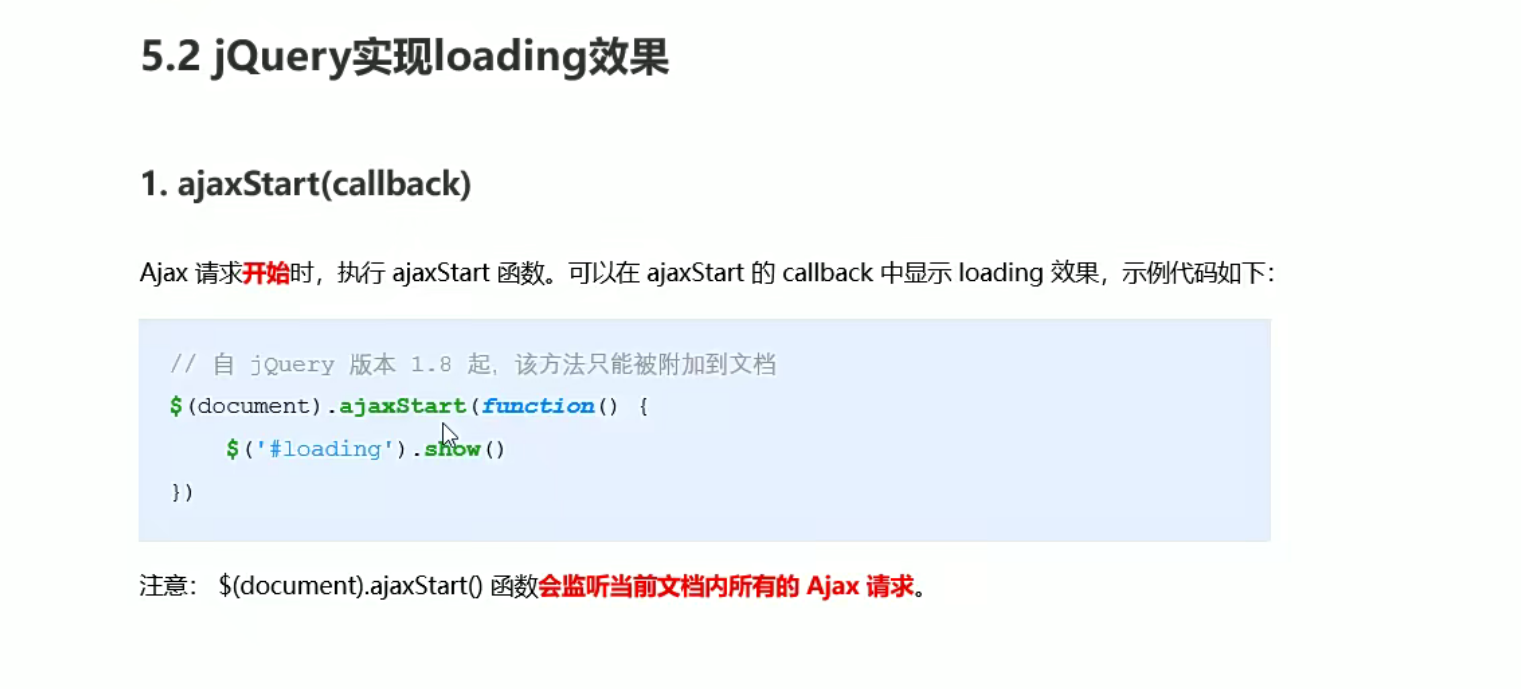 5.2 jQuery实现loading效果
1. ajaxStart(callback)
Ajax 请求开始时，执行 ajaxStart 函数。可以在 ajaxStart 的 callback 中显示 loading 效果，示例代码如下：
// 自 jQuery 版本 1.8 起，该方法只能被附加到文档
$(document).ajaxStart(function() {
    $('#loading').show()
})
注意： $(document).ajaxStart() 函数会监听当前文档内所有的 Ajax 请求。